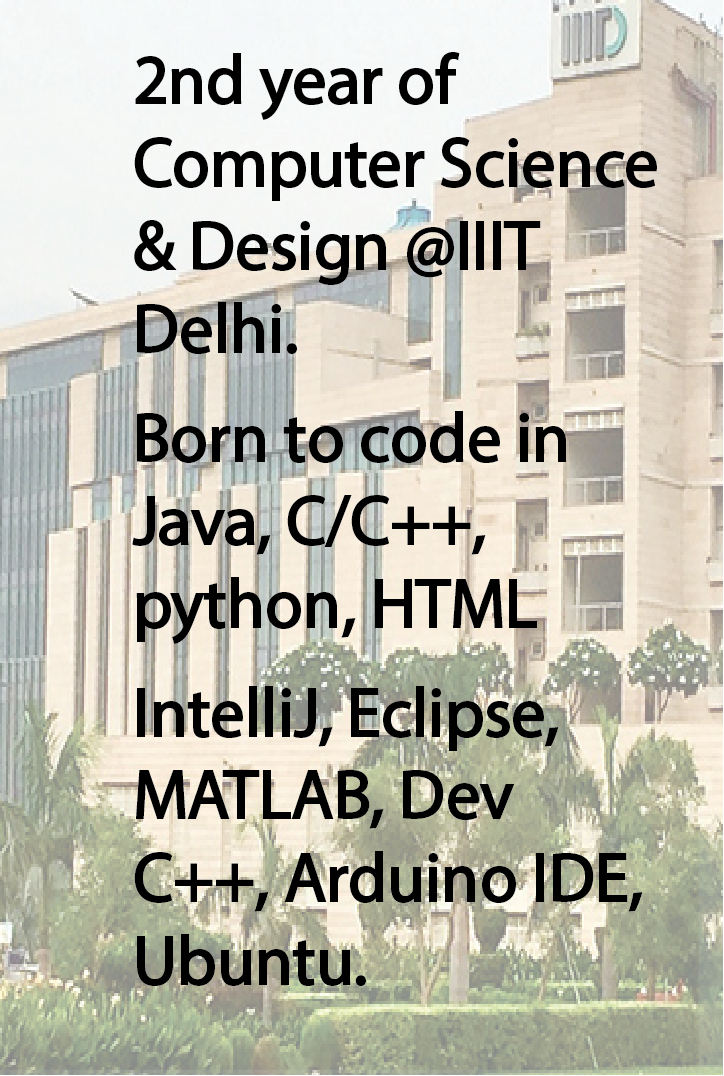 IIITD
2nd year of
Computer Science
& Design @IIIT
Delhi.
Born to code in
Java, C/C++,
python, HTML
IntelliJ, Eclipse,
MATLAB, Dev
C++, Arduino IDE,
Ubuntu.